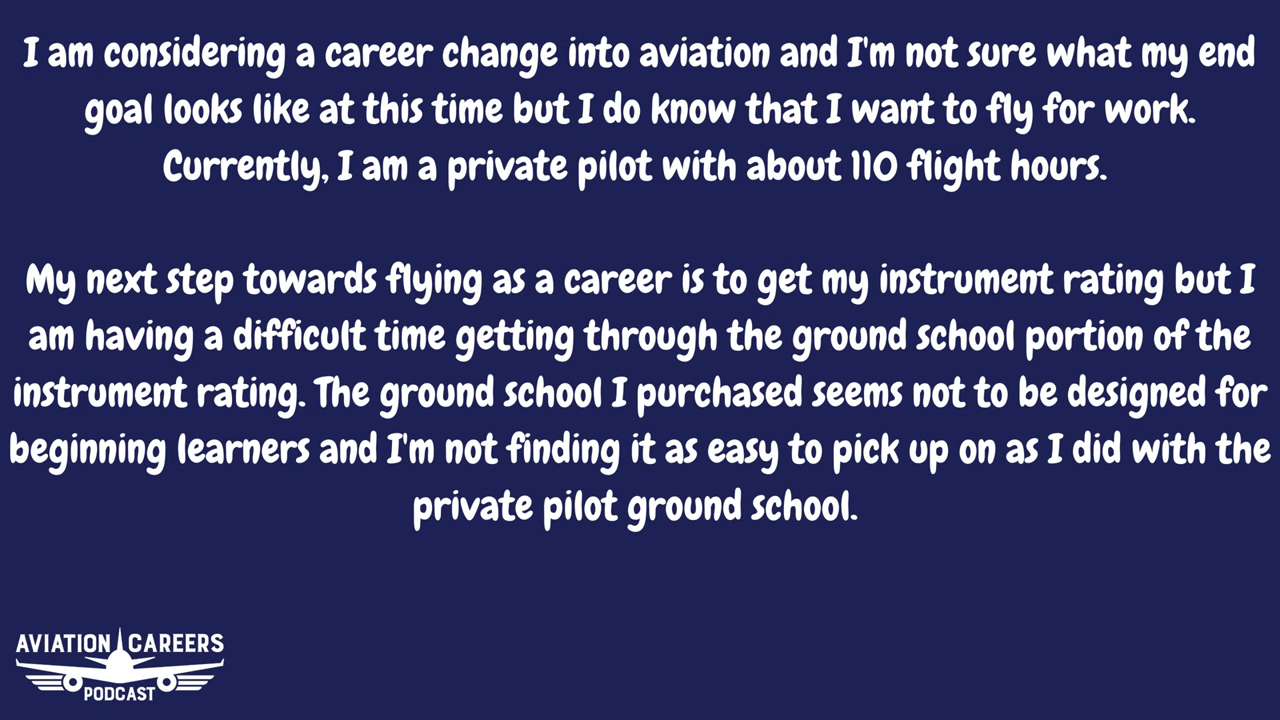 I am considering a career change into aviation and I'm not sure what my end
goal looks like at this time but I do know that I want to fly for work.
Currently, I am a private pilot with about 110 flight hours.
My next step towards flying as a career is to get my instrument rating but I
am having a difficult time getting through the ground school portion of the
instrument rating. The ground school I purchased seems not to be designed for
beginning learners and I'm not finding it as easy to pick up on as I did with the
private pilot ground school.
AVIATION CAREERS
PODCAST